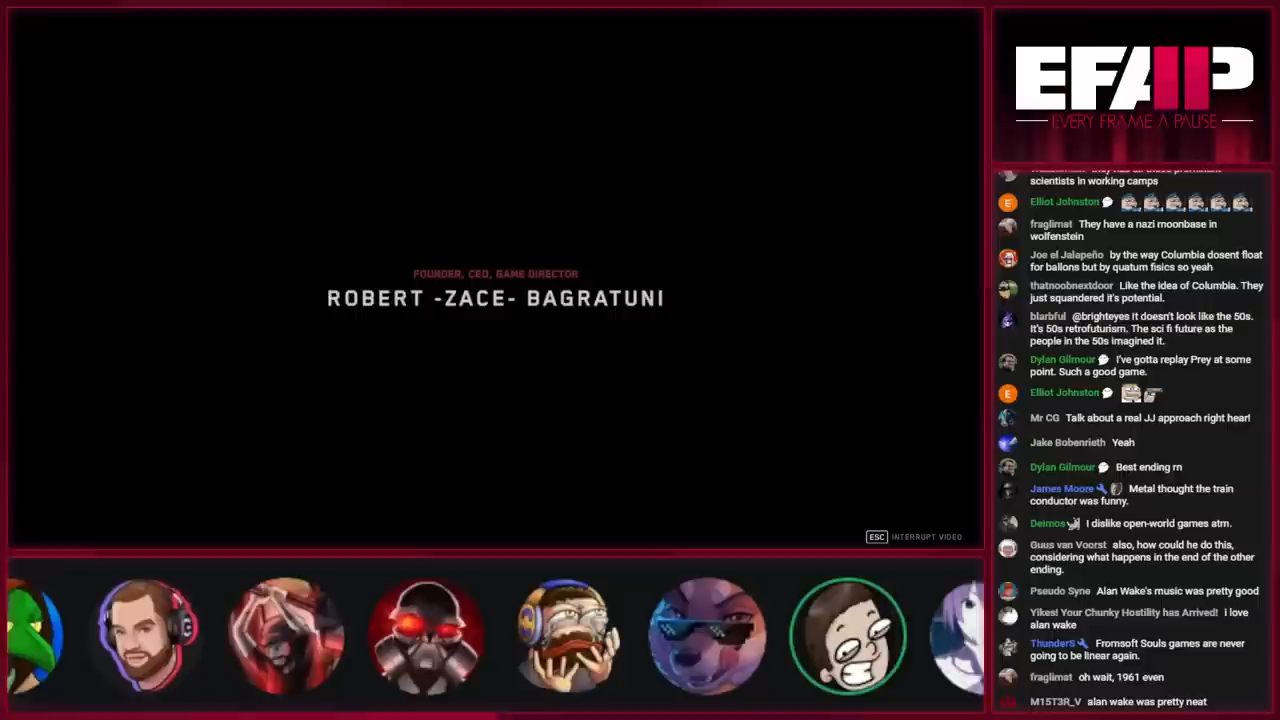 FOUNDER, CEO, GAME DIRECTOR
ROBERT -ZACE- BAGRATUNI
ESC INTERRUPT VIDEO
EFAP
EVERY FRAME A PAUSE
scientists in working camps
Elliot Johnston
fraglimat They have a nazi moonbase in
wolfenstein
Joe el Jalapeño by the way Columbia dosent float
for ballons but by quatum fisics so yeah
thatnoobnextdoor Like the idea of Columbia. They
just squandered it's potential.
blarbful @brighteyes It doesn't look like the 50s.
It's 50s retrofuturism. The sci fi future as the
people in the 50s imagined it.
Dylan Gilmour I've gotta replay Prey at some
point. Such a good game.
E
Elliot Johnston
E
Mr CG Talk about a real JJ approach right hear!
Jake Bobenrieth Yeah
Dylan Gilmour Best ending rn
James Moore Metal thought the train
conductor was funny.
Deimos I dislike open-world games atm.
Guus van Voorst also, how could he do this,
considering what happens in the end of the other
ending.
Pseudo Syne Alan Wake's music was pretty good
Yikes! Your Chunky Hostility has Arrived! i love
alan wake
ThunderS Fromsoft Souls games are never
going to be linear again.
fraglimat oh wait, 1961 even
M15T3R_V alan wake was pretty neat